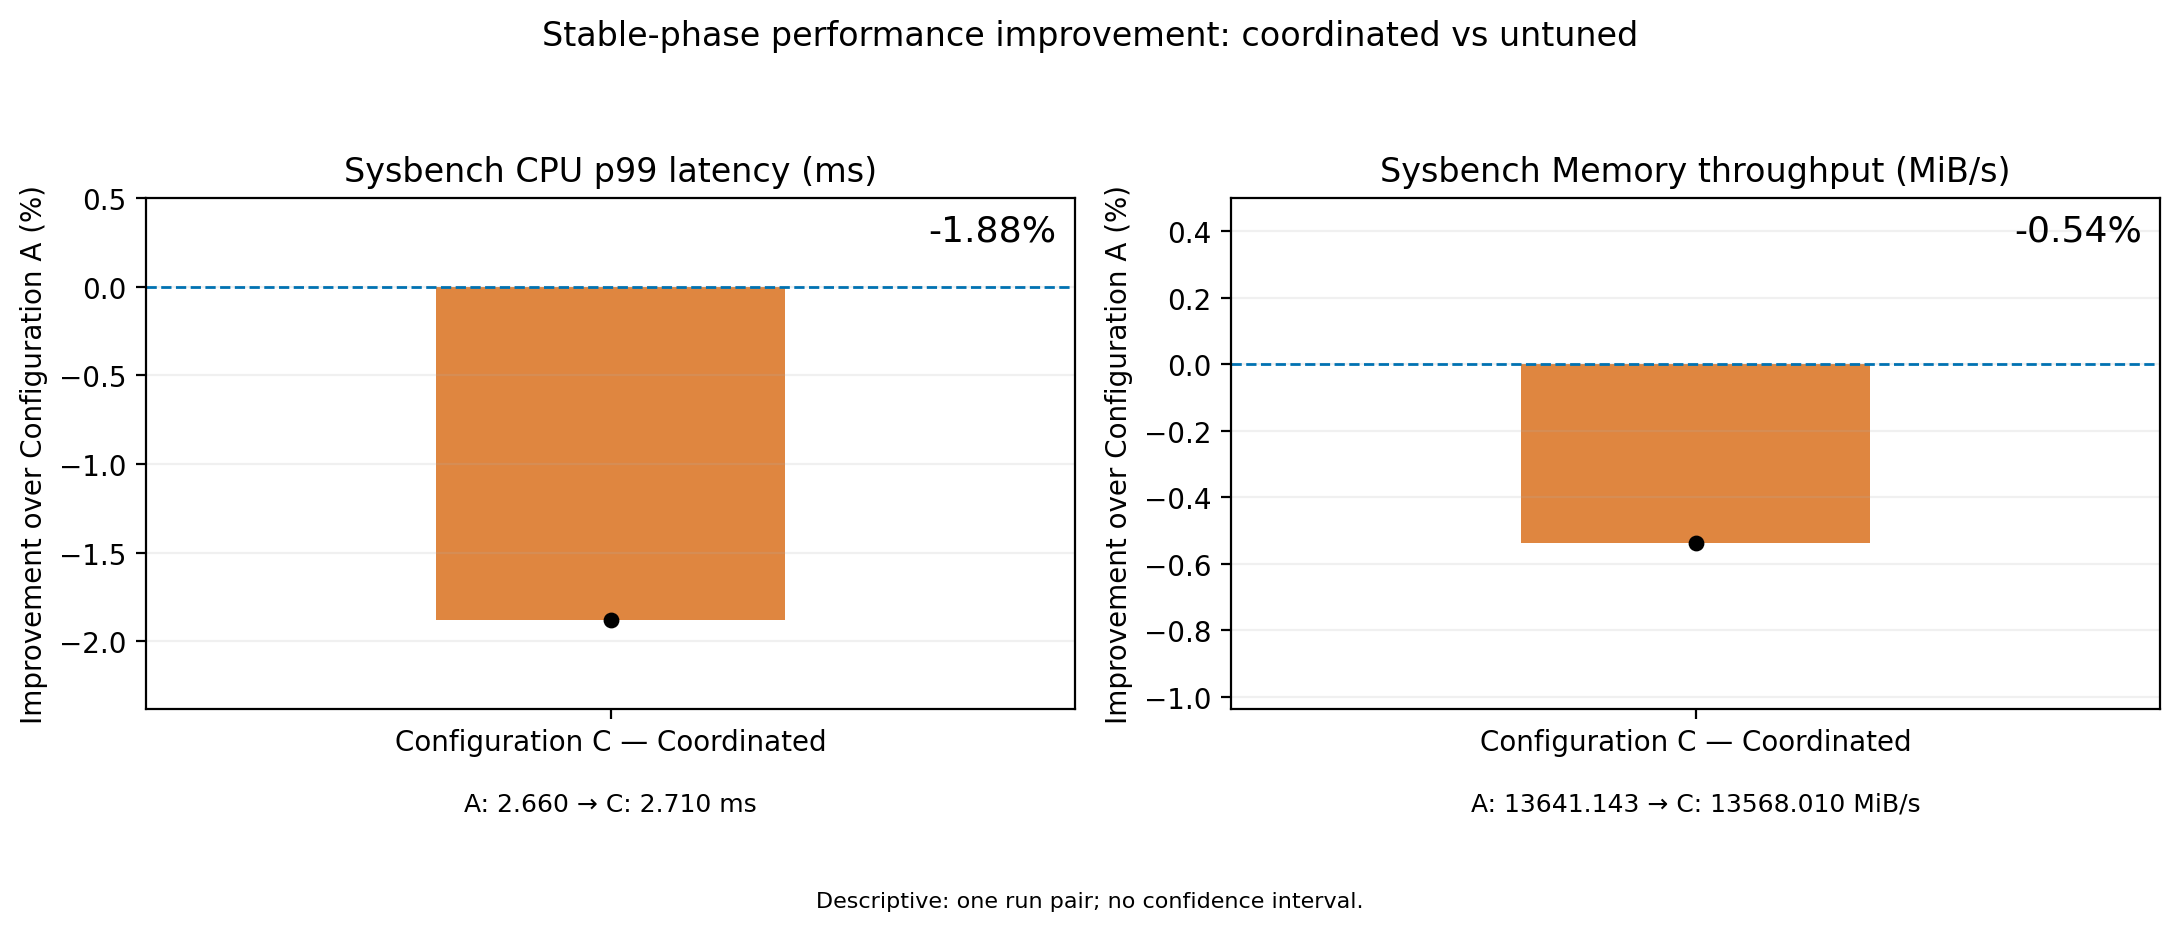 Stable-phase performance improvement: coordinated vs untuned
Sysbench CPU p99 latency (ms)
Improvement over Configuration A (%)
0.5
0.0
−0.5
−1.0
−1.5
−2.0
-1.88%
Configuration C — Coordinated
A: 2.660 → C: 2.710 ms
Sysbench Memory throughput (MiB/s)
Improvement over Configuration A (%)
0.4
0.2
0.0
−0.2
−0.4
−0.6
−0.8
−1.0
-0.54%
Configuration C — Coordinated
A: 13641.143 → C: 13568.010 MiB/s
Descriptive: one run pair; no confidence interval.